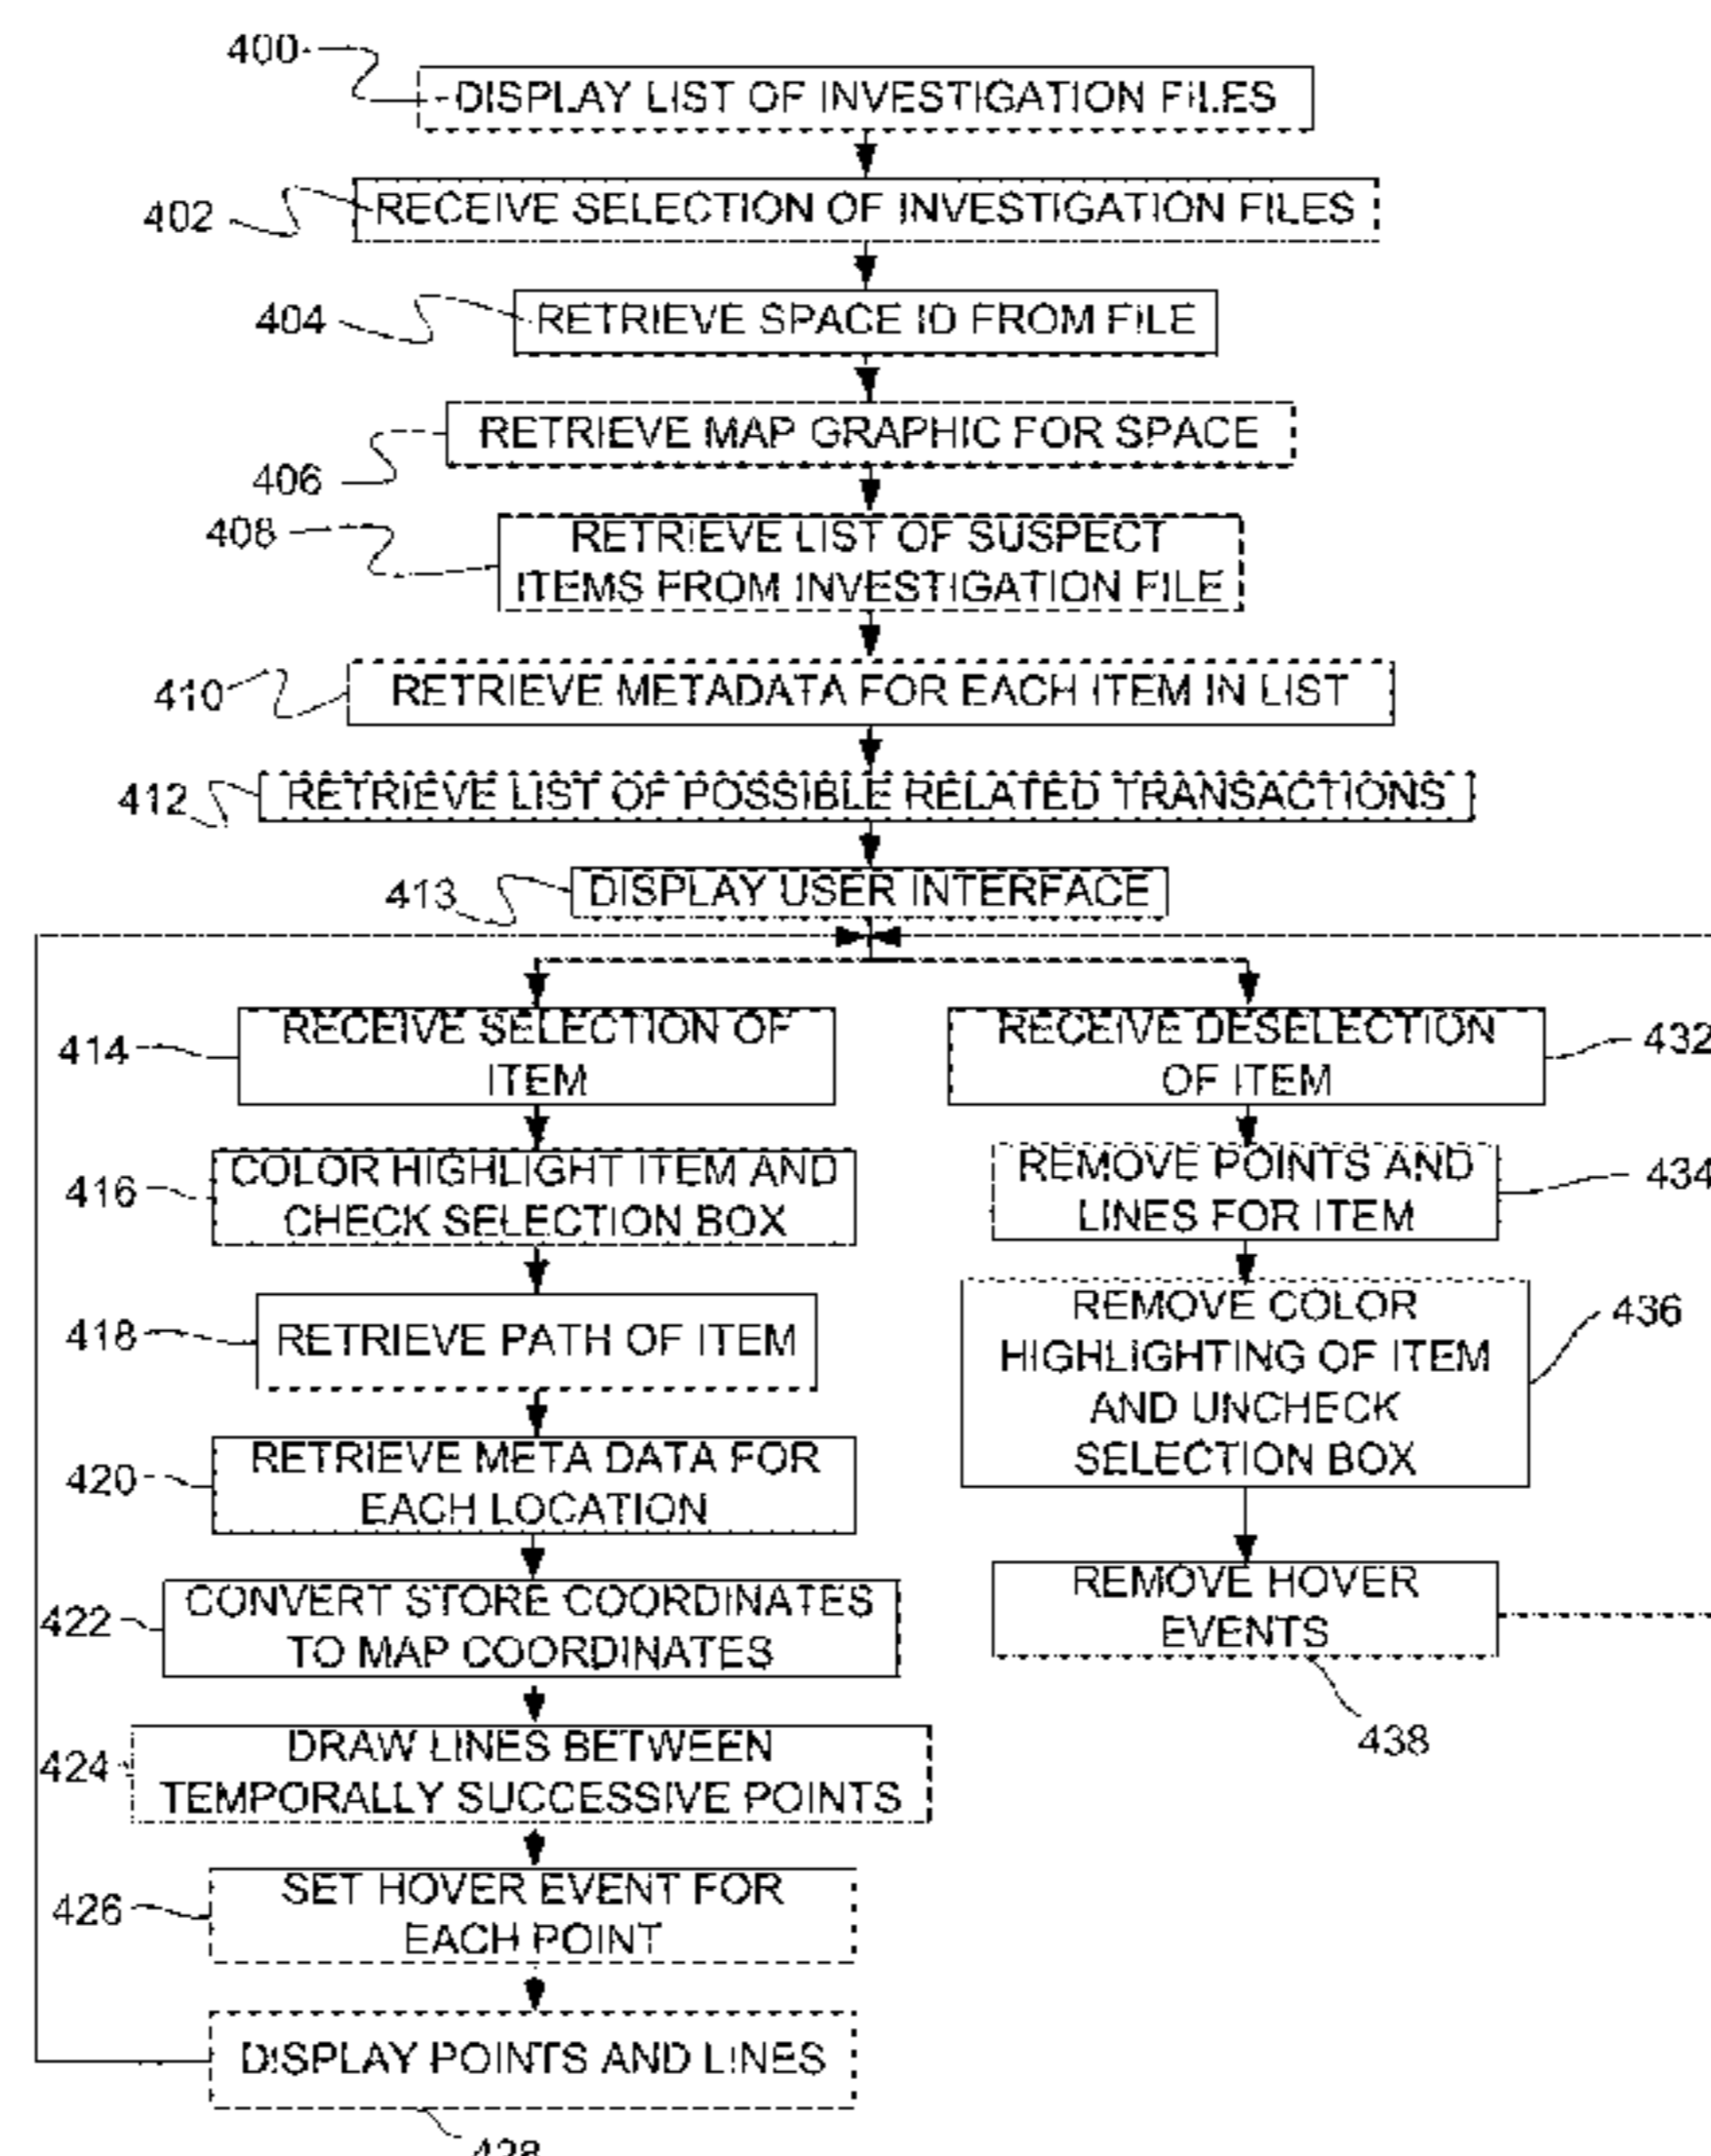 400
DISPLAY LIST OF INVESTIGATION FILES
402
RECEIVE SELECTION OF INVESTIGATION FILES
404
RETRIEVE SPACE ID FROM FILE
406
RETRIEVE MAP GRAPHIC FOR SPACE
408
RETRIEVE LIST OF SUSPECT
ITEMS FROM INVESTIGATION FILE
410
RETRIEVE METADATA FOR EACH ITEM IN LIST
412
RETRIEVE LIST OF POSSIBLE RELATED TRANSACTIONS
413
DISPLAY USER INTERFACE
414
RECEIVE SELECTION OF
ITEM
416
COLOR HIGHLIGHT ITEM AND
CHECK SELECTION BOX
418
RETRIEVE PATH OF ITEM
420
RETRIEVE META DATA FOR
EACH LOCATION
422
CONVERT STORE COORDINATES
TO MAP COORDINATES
424
DRAW LINES BETWEEN
TEMPORALLY SUCCESSIVE POINTS
426
SET HOVER EVENT FOR
EACH POINT
DISPLAY POINTS AND LINES
428
RECEIVE DESELECTION
OF ITEM
432
REMOVE POINTS AND
LINES FOR ITEM
434
REMOVE COLOR
HIGHLIGHTING OF ITEM
AND UNCHECK
SELECTION BOX
436
REMOVE HOVER
EVENTS
438